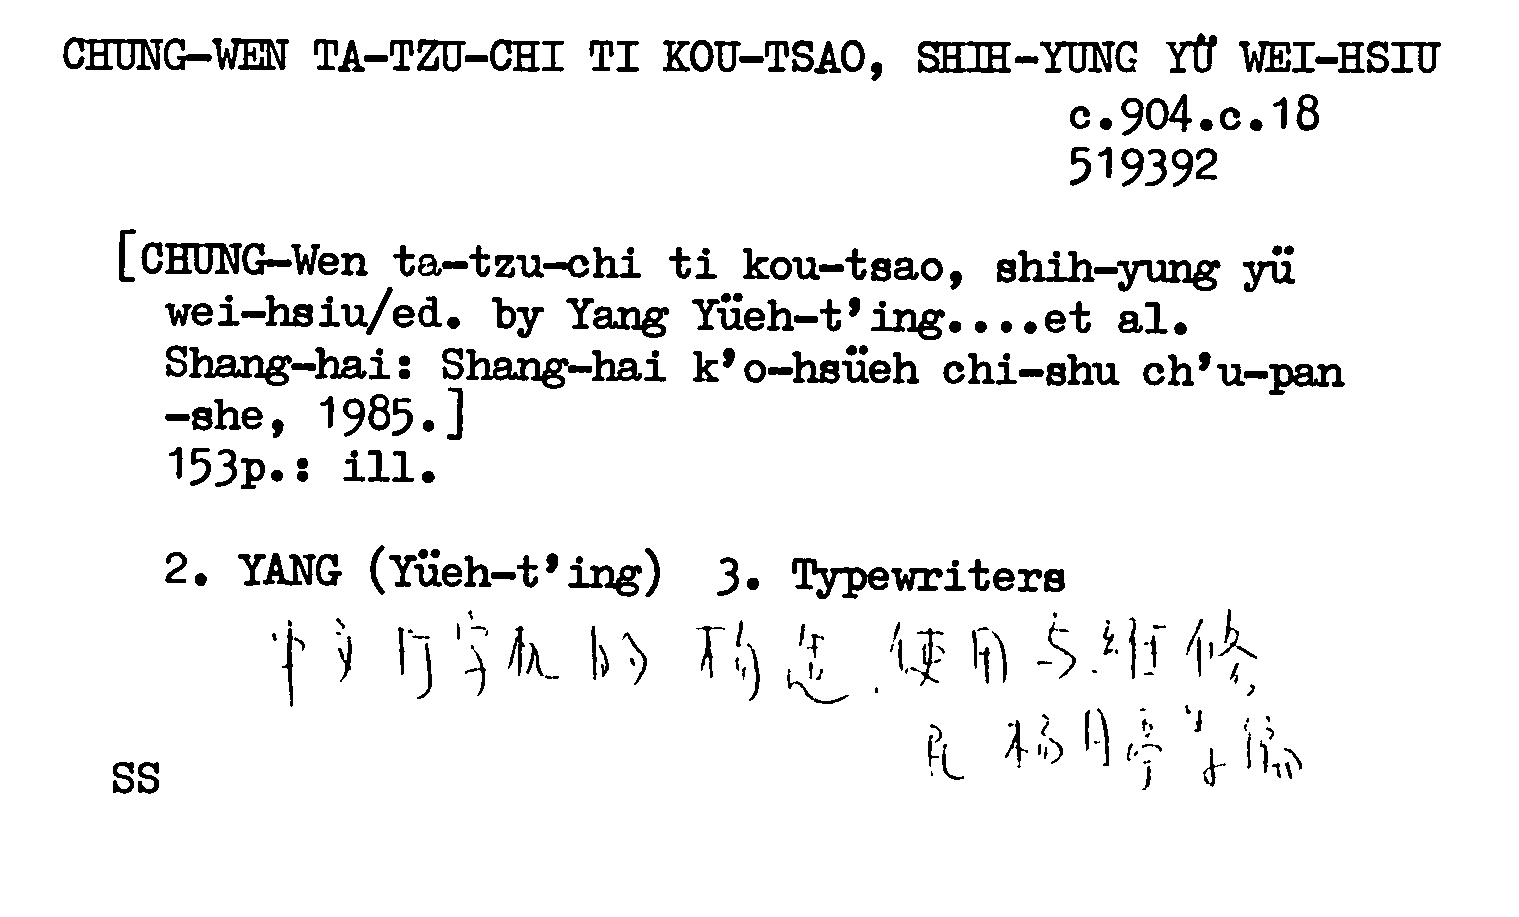 CHUNG-WEN TA-TZU-CHI TI KOU-TSAO, SHIH-YUNG YÜ WEI-HSIU
c.904.c.18
519392
[CHUNG-Wen ta-tzu-chi ti kou-tsao, shih-yung yü
wei-hsiu/ed. by Yang Yüeh-t'ing....et al.
Shang-hai: Shang-hai k'o-hsüeh chi-shu ch'u-pan
-she, 1985.]
153p.: ill.
2. YANG (Yüeh-t'ing) 3. Typewriters
中文打字机的构造.使用与维修,
杨月亭等编
SS